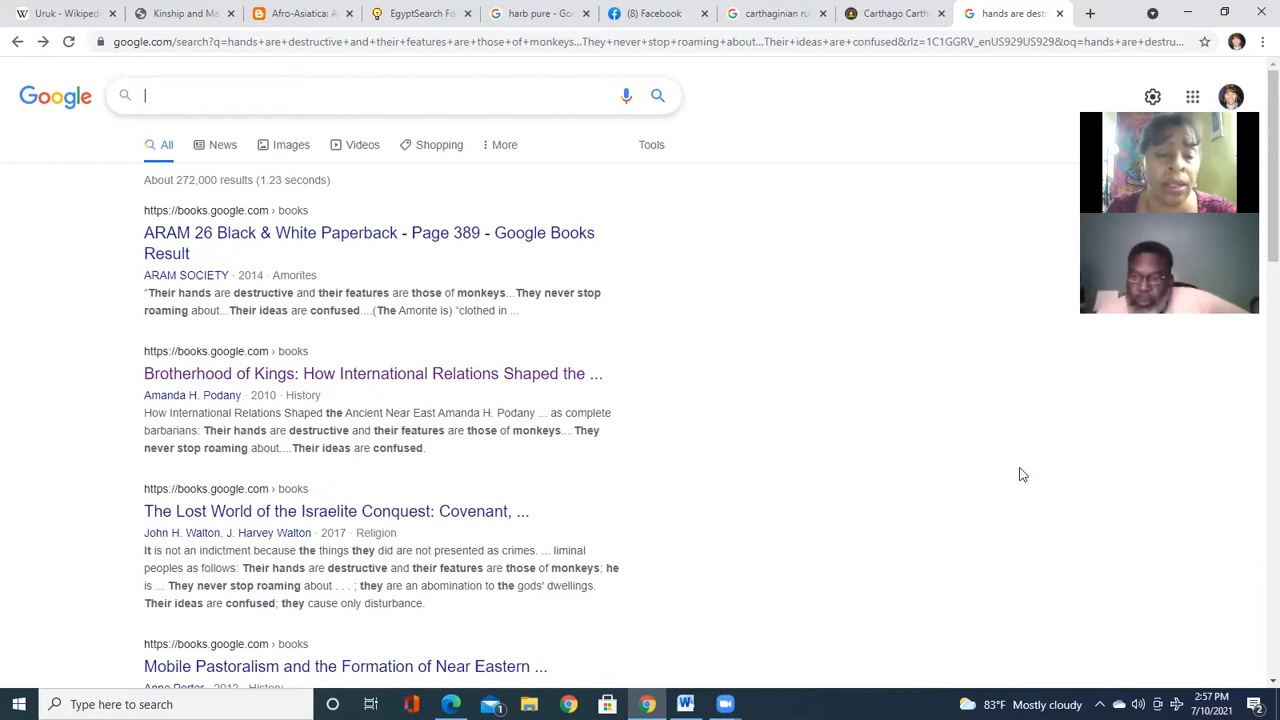 Uruk - Wikiped
Kinship and Ma
Afro-Asiatica: A
EgyptSearch Fo
harb pure - Go
(8) Facebook
carthaginian rul
Carthago Carth
hands are destr
google.com/search?q=hands+are+destructive+and+their+features+are+those+of+monkeys...They+never+stop+roaming+about...Their+ideas+are+confused&rlz=1C1GGRV_enUS929US929&oq=hands+are+destru...
Google
All
News
Images
Videos
Shopping
More
Tools
About 272,000 results (1.23 seconds)
https://books.google.com › books
ARAM 26 Black & White Paperback - Page 389 - Google Books
Result
ARAM SOCIETY · 2014 · Amorites
“Their hands are destructive and their features are those of monkeys...They never stop
roaming about...Their ideas are confused....(The Amorite is) “clothed in ...
https://books.google.com › books
Brotherhood of Kings: How International Relations Shaped the ...
Amanda H. Podany · 2010 · History
How International Relations Shaped the Ancient Near East Amanda H. Podany ... as complete
barbarians: Their hands are destructive and their features are those of monkeys....They
never stop roaming about....Their ideas are confused.
https://books.google.com › books
The Lost World of the Israelite Conquest: Covenant, ...
John H. Walton, J. Harvey Walton · 2017 · Religion
It is not an indictment because the things they did are not presented as crimes. ... liminal
peoples as follows: Their hands are destructive and their features are those of monkeys; he
is ... They never stop roaming about . . . ; they are an abomination to the gods' dwellings.
Their ideas are confused; they cause only disturbance.
https://books.google.com › books
Mobile Pastoralism and the Formation of Near Eastern ...
Anne Porter · 2012 · History
Type here to search
83°F Mostly cloudy
2:57 PM
7/10/2021